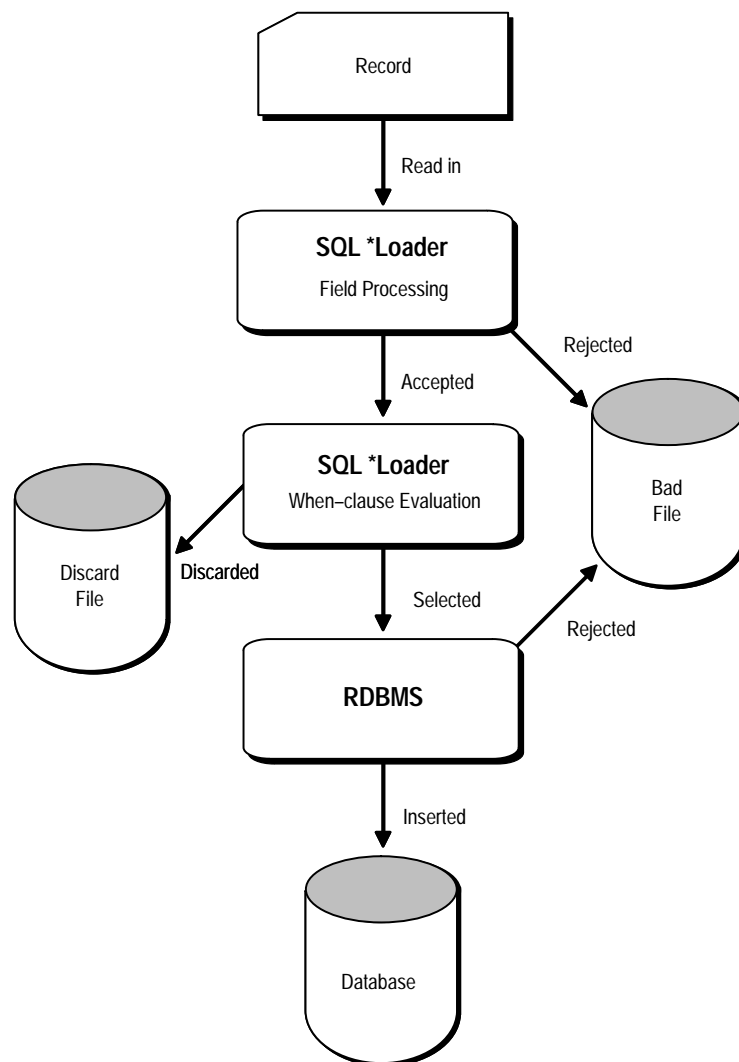 Record
Read in
SQL *Loader
Field Processing
Rejected
Accepted
SQL *Loader
When–clause Evaluation
Bad
File
Discard
File
Discarded
Selected
Rejected
RDBMS
Inserted
Database